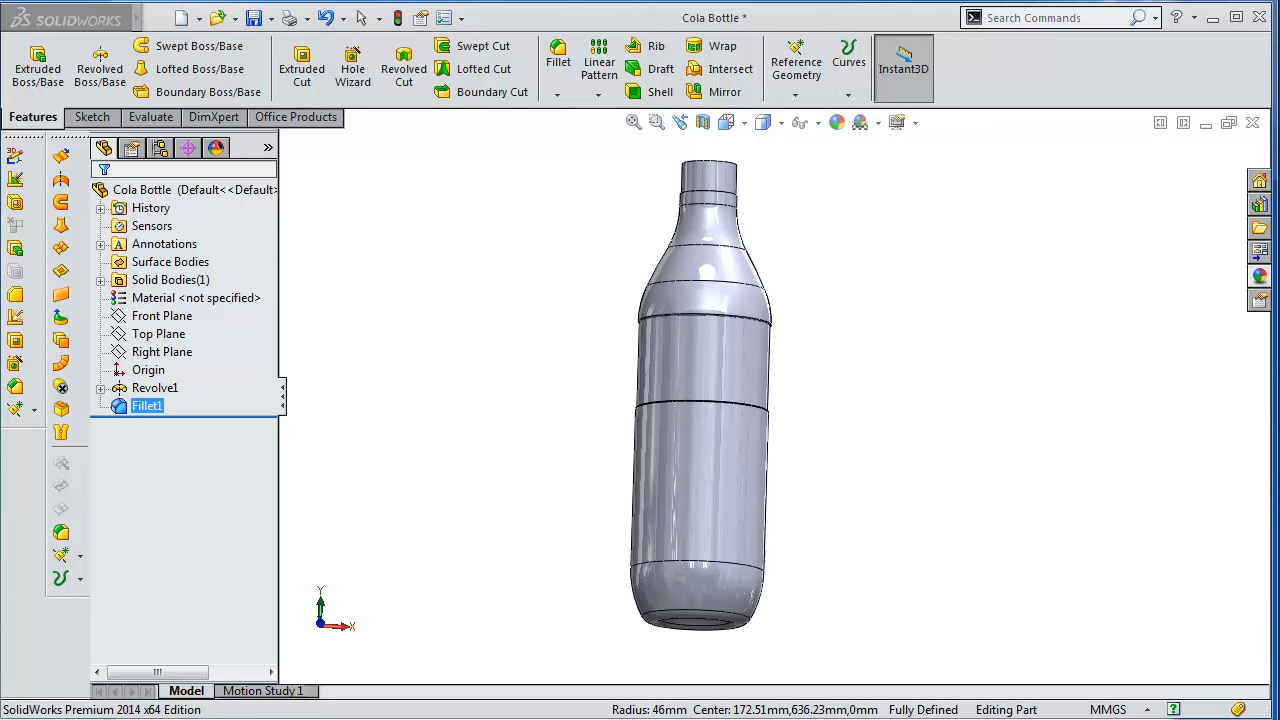 SOLIDWORKS
Cola Bottle *
Search Commands
Extruded Boss/Base
Revolved Boss/Base
Swept Boss/Base
Lofted Boss/Base
Boundary Boss/Base
Extruded Cut
Hole Wizard
Revolved Cut
Swept Cut
Lofted Cut
Boundary Cut
Fillet
Linear Pattern
Rib
Draft
Shell
Wrap
Intersect
Mirror
Reference Geometry
Curves
Instant3D
Features
Sketch
Evaluate
DimXpert
Office Products
Cola Bottle (Default<<Default>
History
Sensors
Annotations
Surface Bodies
Solid Bodies(1)
Material <not specified>
Front Plane
Top Plane
Right Plane
Origin
Revolve1
Fillet1
Y
X
Model
Motion Study 1
SolidWorks Premium 2014 x64 Edition
Radius: 46mm
Center: 172.51mm,636.23mm,0mm
Fully Defined
Editing Part
MMGS